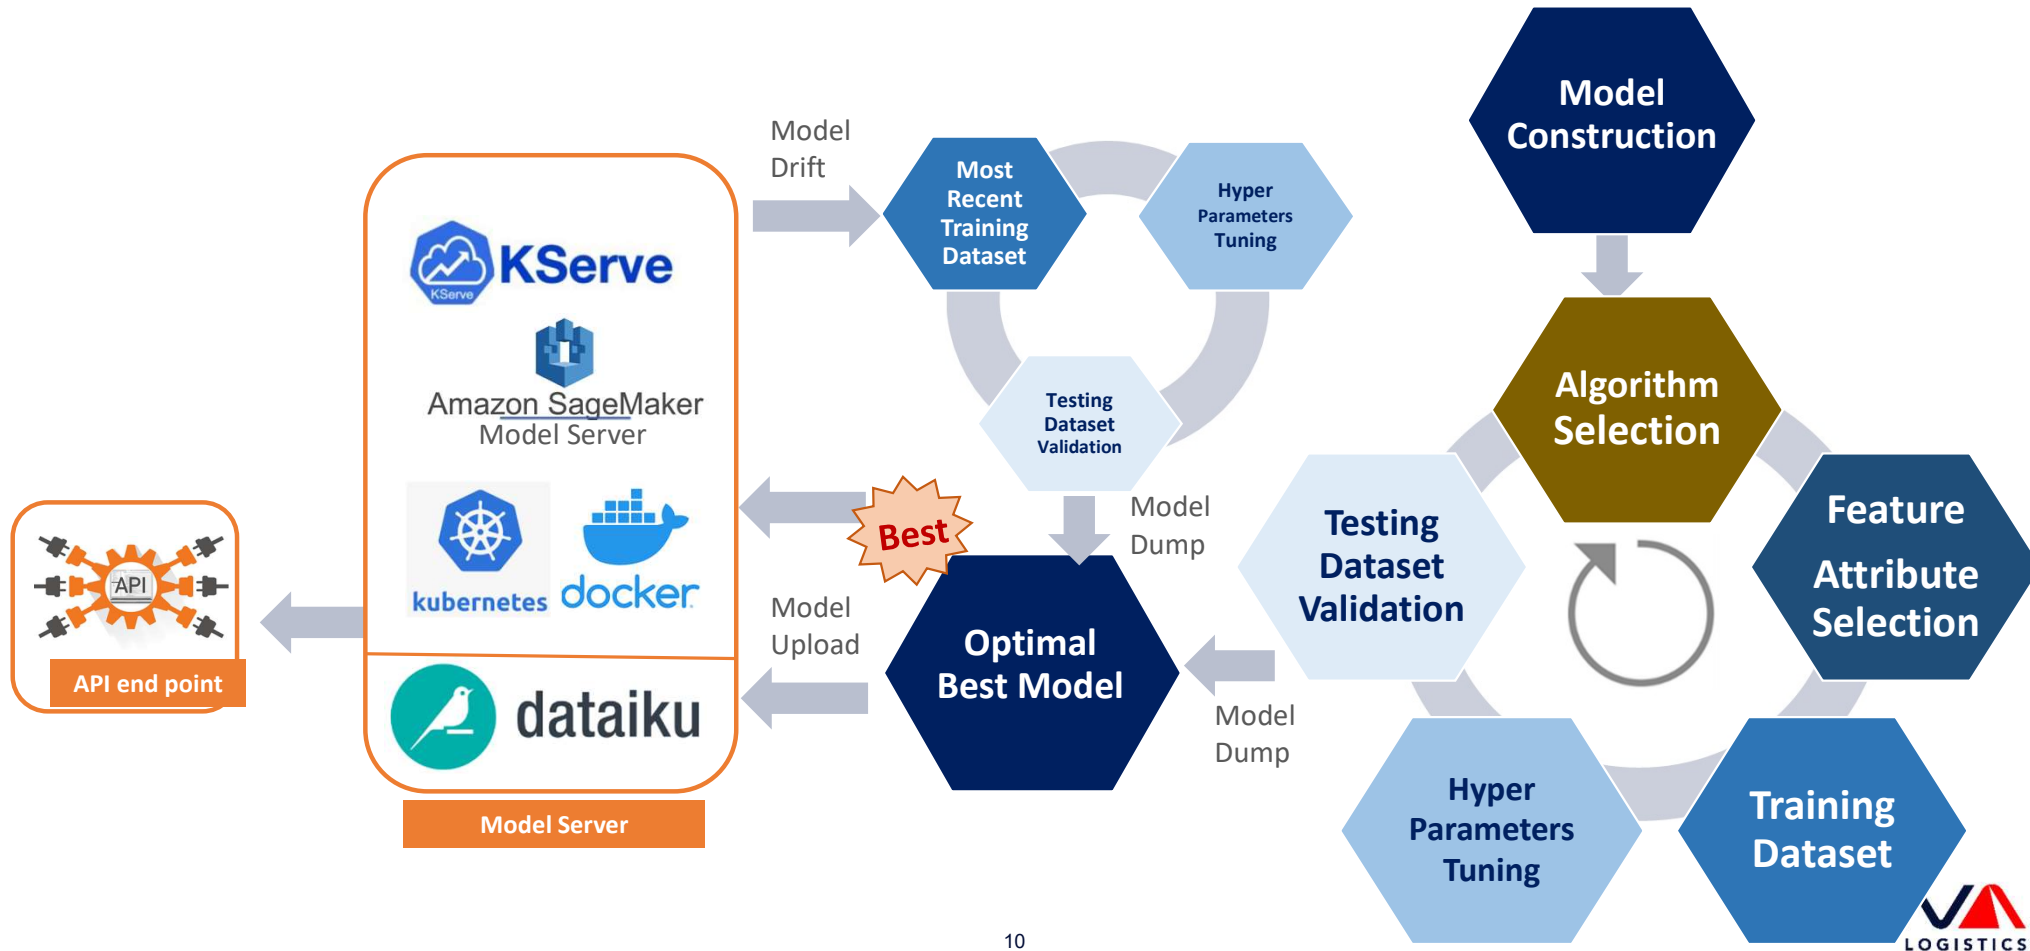 Model
Construction
Model
Drift
Most
Recent
Training
Dataset
Hyper
Parameters
Tuning
Testing
Dataset
Validation
KServe
KServe
Amazon SageMaker
Model Server
kubernetes
docker
dataiku
Model Server
API
API end point
Best
Model
Dump
Model
Upload
Optimal
Best Model
Model
Dump
Algorithm
Selection
Feature
Attribute
Selection
Training
Dataset
Hyper
Parameters
Tuning
Testing
Dataset
Validation
LOGISTICS
10